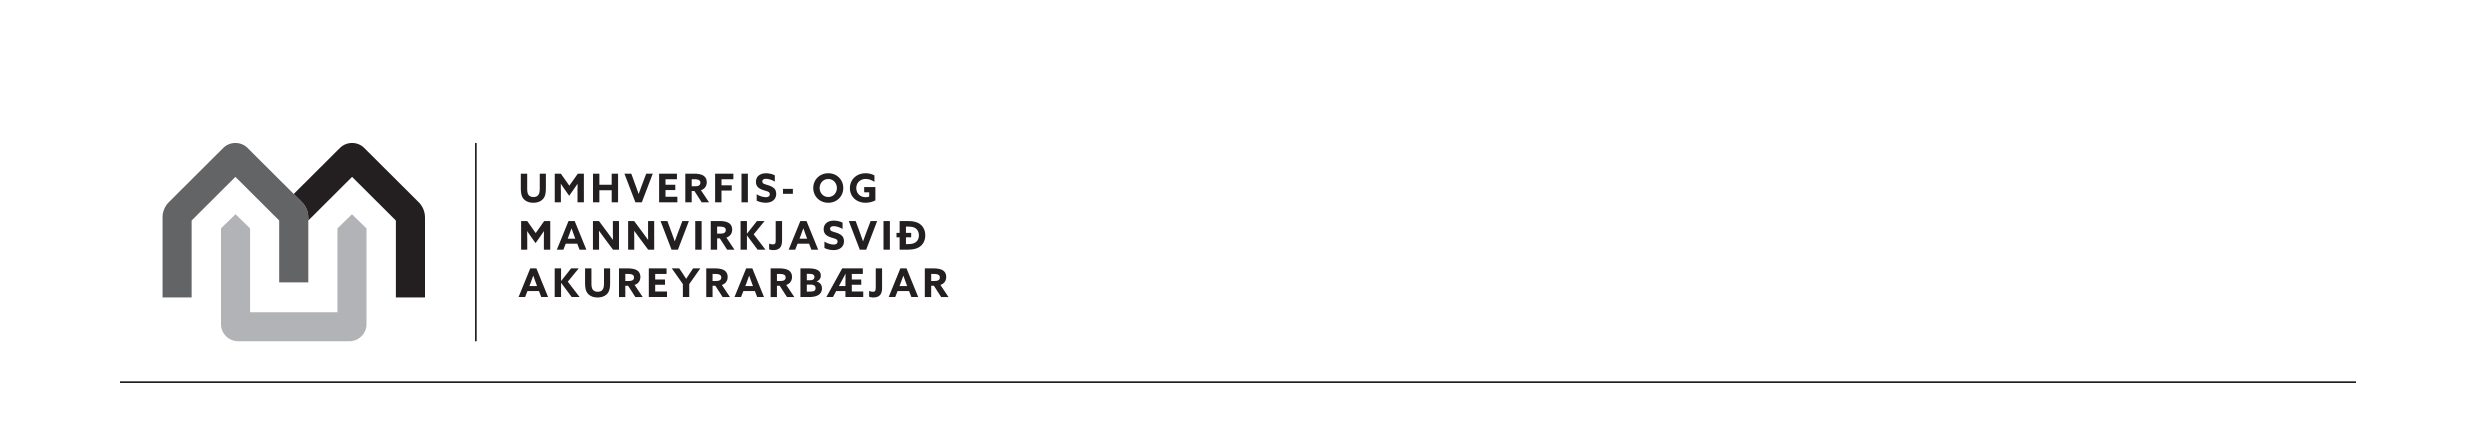 UMHVERFIS- OG
MANNVIRKJASVIÐ
AKUREYRARBÆJAR